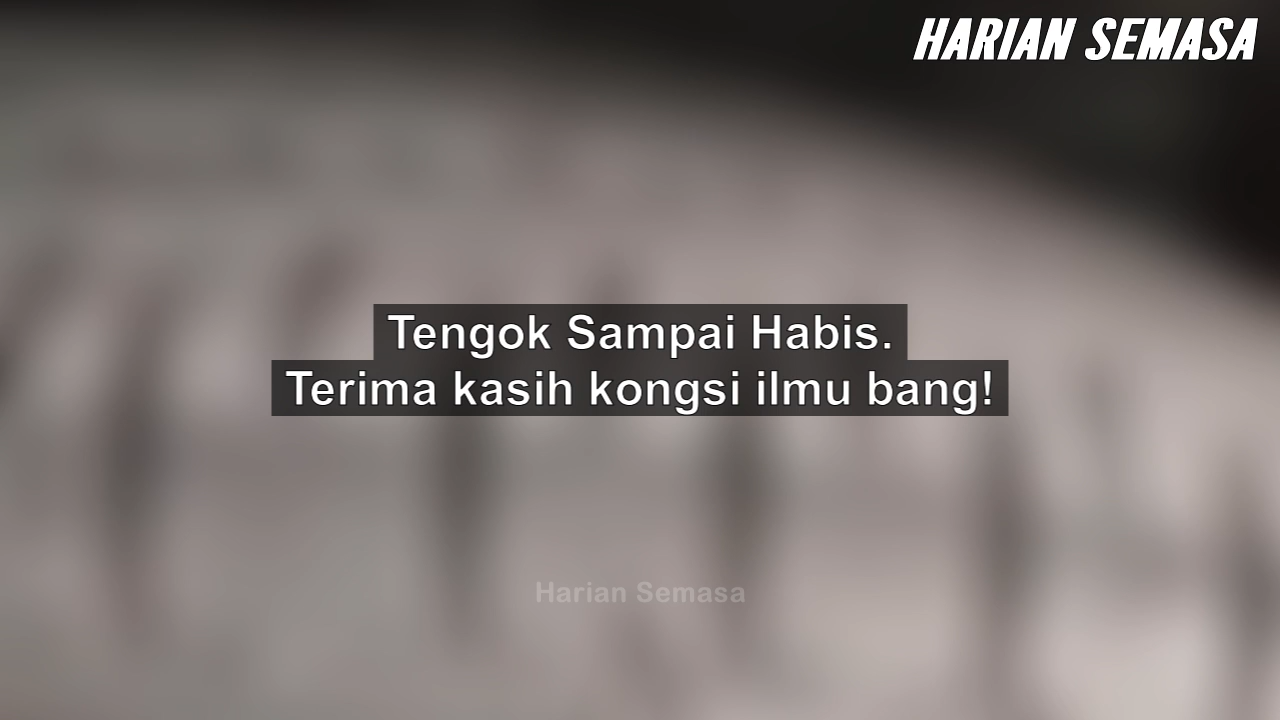 HARIAN SEMASA
Tengok Sampai Habis.
Terima kasih kongsi ilmu bang!
Harian Semasa